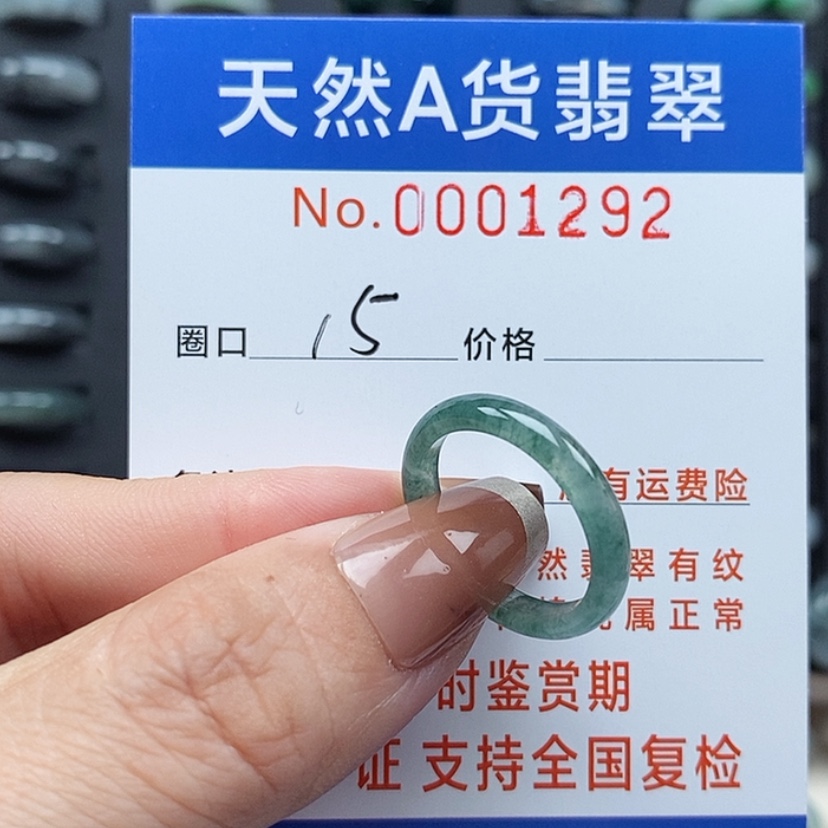 天然A货翡翠
No.0001292
圈口 15 价格
有运费险
然翡翠有纹
属正常
时鉴赏期
证 支持全国复检